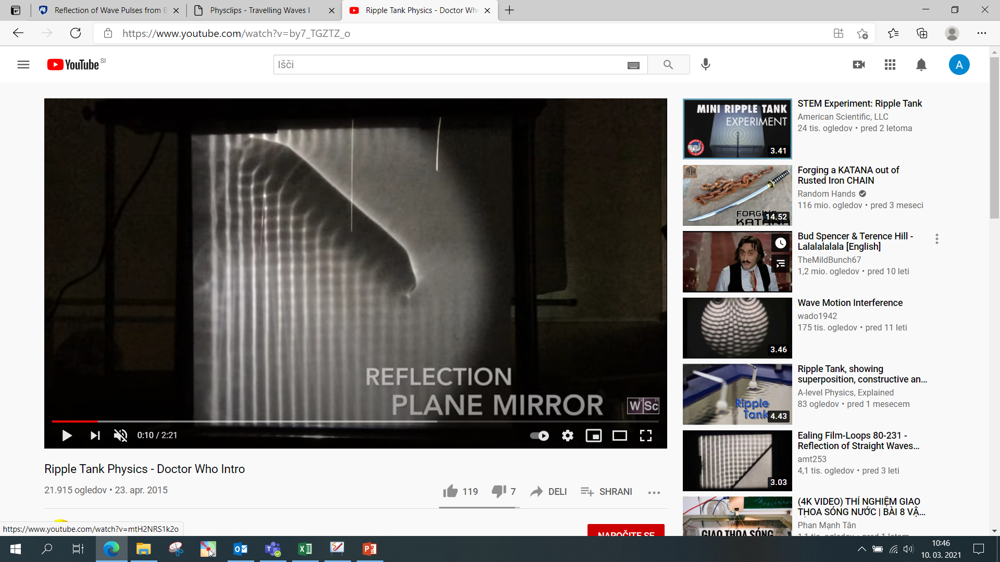 Reflection of Wave Pulses from B
Physclips - Travelling Waves I
Ripple Tank Physics - Doctor Wh
https://www.youtube.com/watch?v=by7_TGZTZ_o
YouTube SI
Išči
A
REFLECTION
PLANE MIRROR
W Sc
0:10 / 2:21
Ripple Tank Physics - Doctor Who Intro
21.915 ogledov • 23. apr. 2015
119
7
DELI
SHRANI
NAROČITE SE
MINI RIPPLE TANK
EXPERIMENT
3.41
STEM Experiment: Ripple Tank
American Scientific, LLC
24 tis. ogledov • pred 2 letoma
FORGING
KATANA
14.52
Forging a KATANA out of
Rusted Iron CHAIN
Random Hands
116 mio. ogledov • pred 3 meseci
Bud Spencer & Terence Hill -
Lalalalalala [English]
TheMildBunch67
1,2 mio. ogledov • pred 10 leti
3.46
Wave Motion Interference
wado1942
175 tis. ogledov • pred 11 leti
Ripple
Tank
4.43
Ripple Tank, showing
superposition, constructive an...
A-level Physics, Explained
83 ogledov • pred 1 mesecem
3.03
Ealing Film-Loops 80-231 -
Reflection of Straight Waves...
amt253
4,1 tis. ogledov • pred 3 leti
GIAO THOA SÓNG
(4K VIDEO) THÍ NGHIỆM GIAO
THOA SÓNG NƯỚC | BÀI 8 VẬ...
Phan Mạnh Tân
https://www.youtube.com/watch?v=mtH2NRS1k2o
10:46
10. 03. 2021